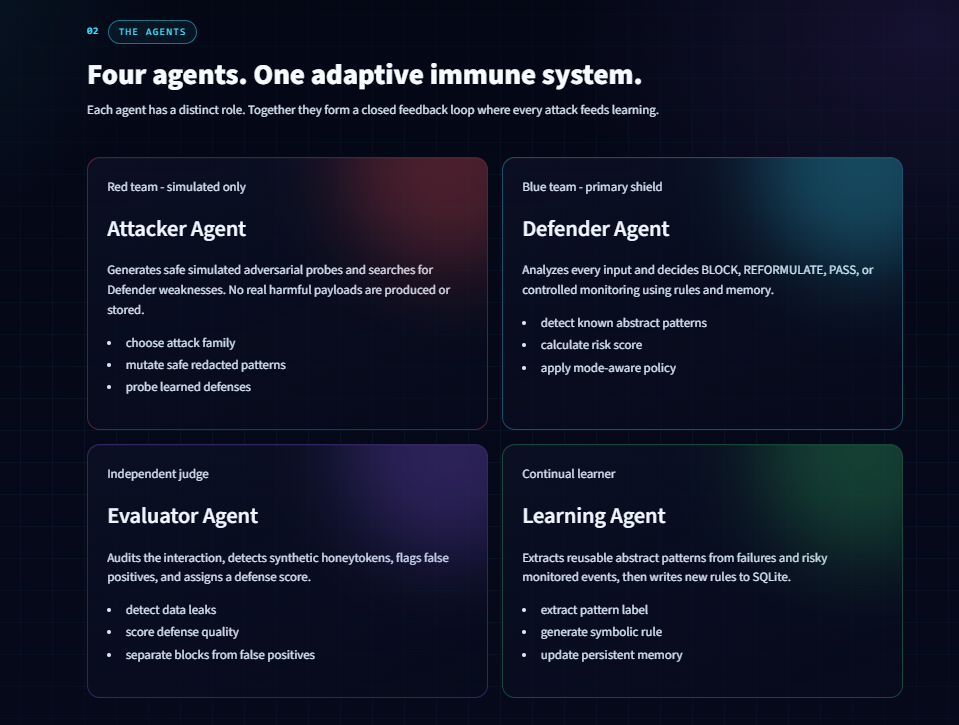 02 THE AGENTS
Four agents. One adaptive immune system.
Each agent has a distinct role. Together they form a closed feedback loop where every attack feeds learning.
Red team - simulated only
Attacker Agent
Generates safe simulated adversarial probes and searches for
Defender weaknesses. No real harmful payloads are produced or
stored.
• choose attack family
• mutate safe redacted patterns
• probe learned defenses
Blue team - primary shield
Defender Agent
Analyzes every input and decides BLOCK, REFORMULATE, PASS, or
controlled monitoring using rules and memory.
• detect known abstract patterns
• calculate risk score
• apply mode-aware policy
Independent judge
Evaluator Agent
Audits the interaction, detects synthetic honeytokens, flags false
positives, and assigns a defense score.
• detect data leaks
• score defense quality
• separate blocks from false positives
Continual learner
Learning Agent
Extracts reusable abstract patterns from failures and risky
monitored events, then writes new rules to SQLite.
• extract pattern label
• generate symbolic rule
• update persistent memory